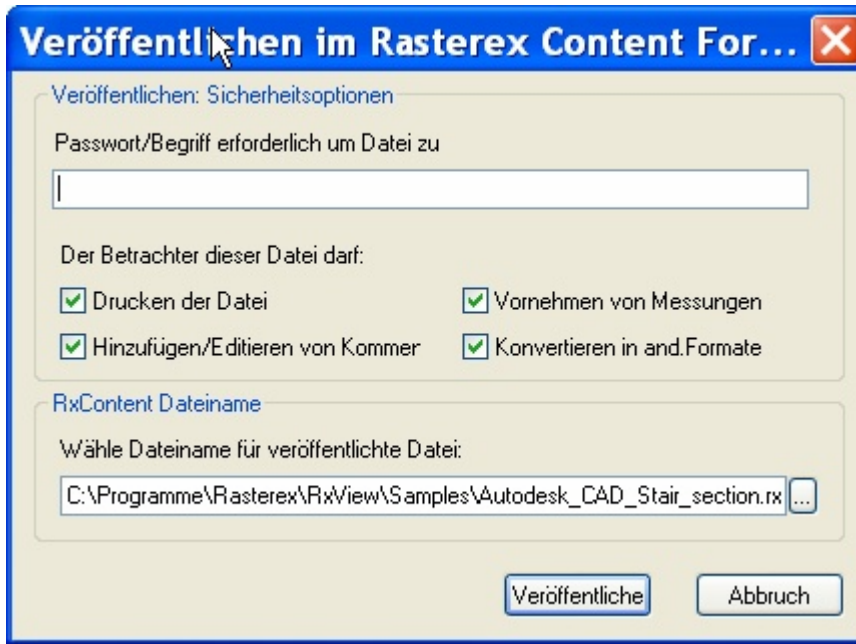 Veröffentlichen im Rasterex Content For...
Veröffentlichen: Sicherheitsoptionen
Passwort/Begriff erforderlich um Datei zu
Der Betrachter dieser Datei darf:
Drucken der Datei
Vornehmen von Messungen
Hinzufügen/Editieren von Kommer
Konvertieren in and.Formate
RxContent Dateiname
Wähle Dateiname für veröffentlichte Datei:
C:\Programme\Rasterex\RxView\Samples\Autodesk_CAD_Stair_section.rx
...
Veröffentliche
Abbruch